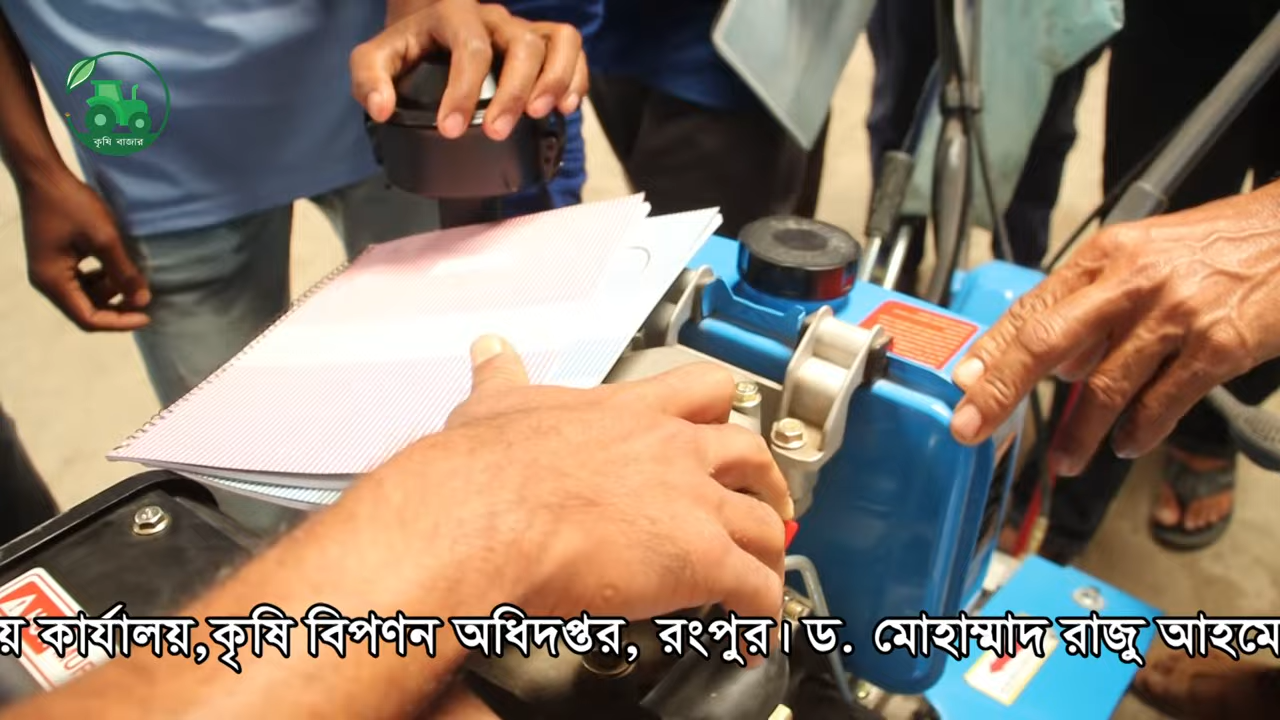 কৃষি বাজার
য় কার্যালয়,কৃষি বিপণন অধিদপ্তর, রংপুর। ড. মোহাম্মাদ রাজু আহমে